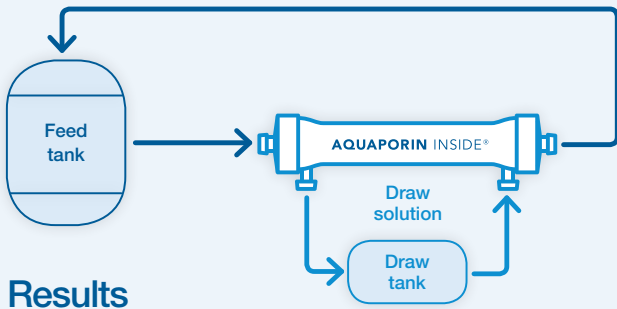 Feed
tank
AQUAPORIN INSIDE®
Draw
solution
Draw
tank
Results